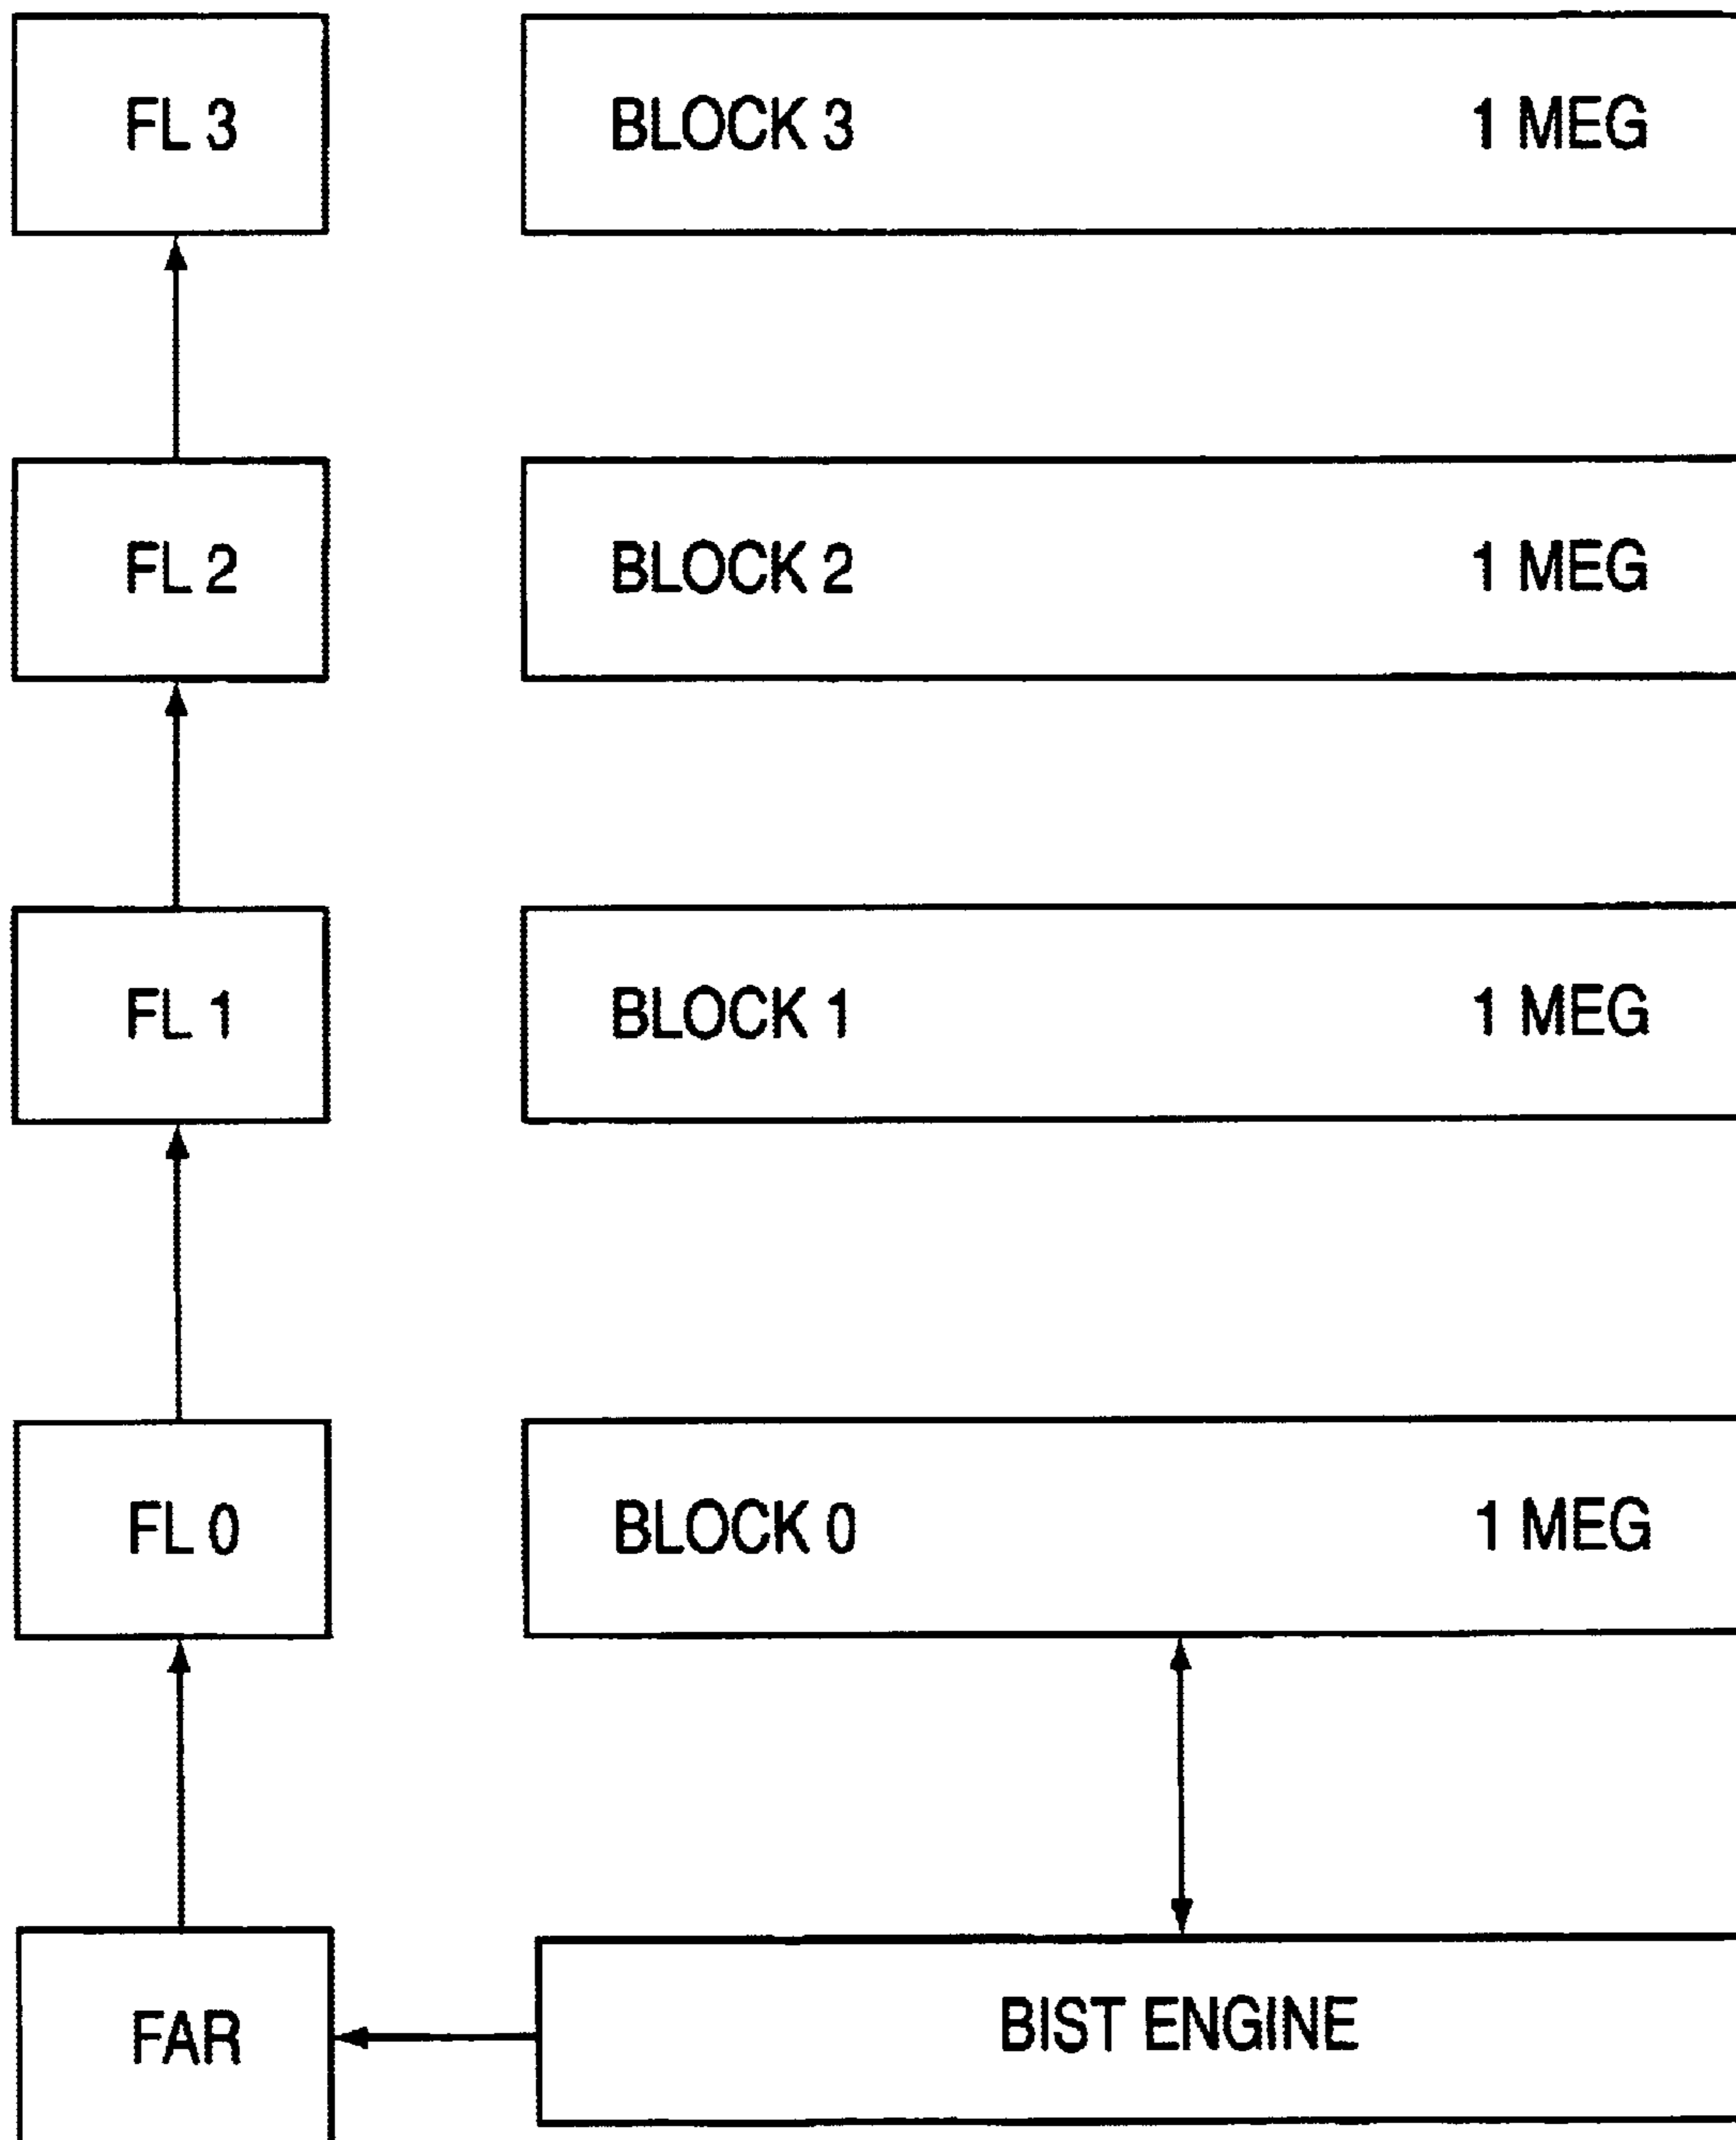 FL 3 BLOCK 3 1 MEG
FL 2 BLOCK 2 1 MEG
FL 1 BLOCK 1 1 MEG
FL 0 BLOCK 0 1 MEG
FAR BIST ENGINE